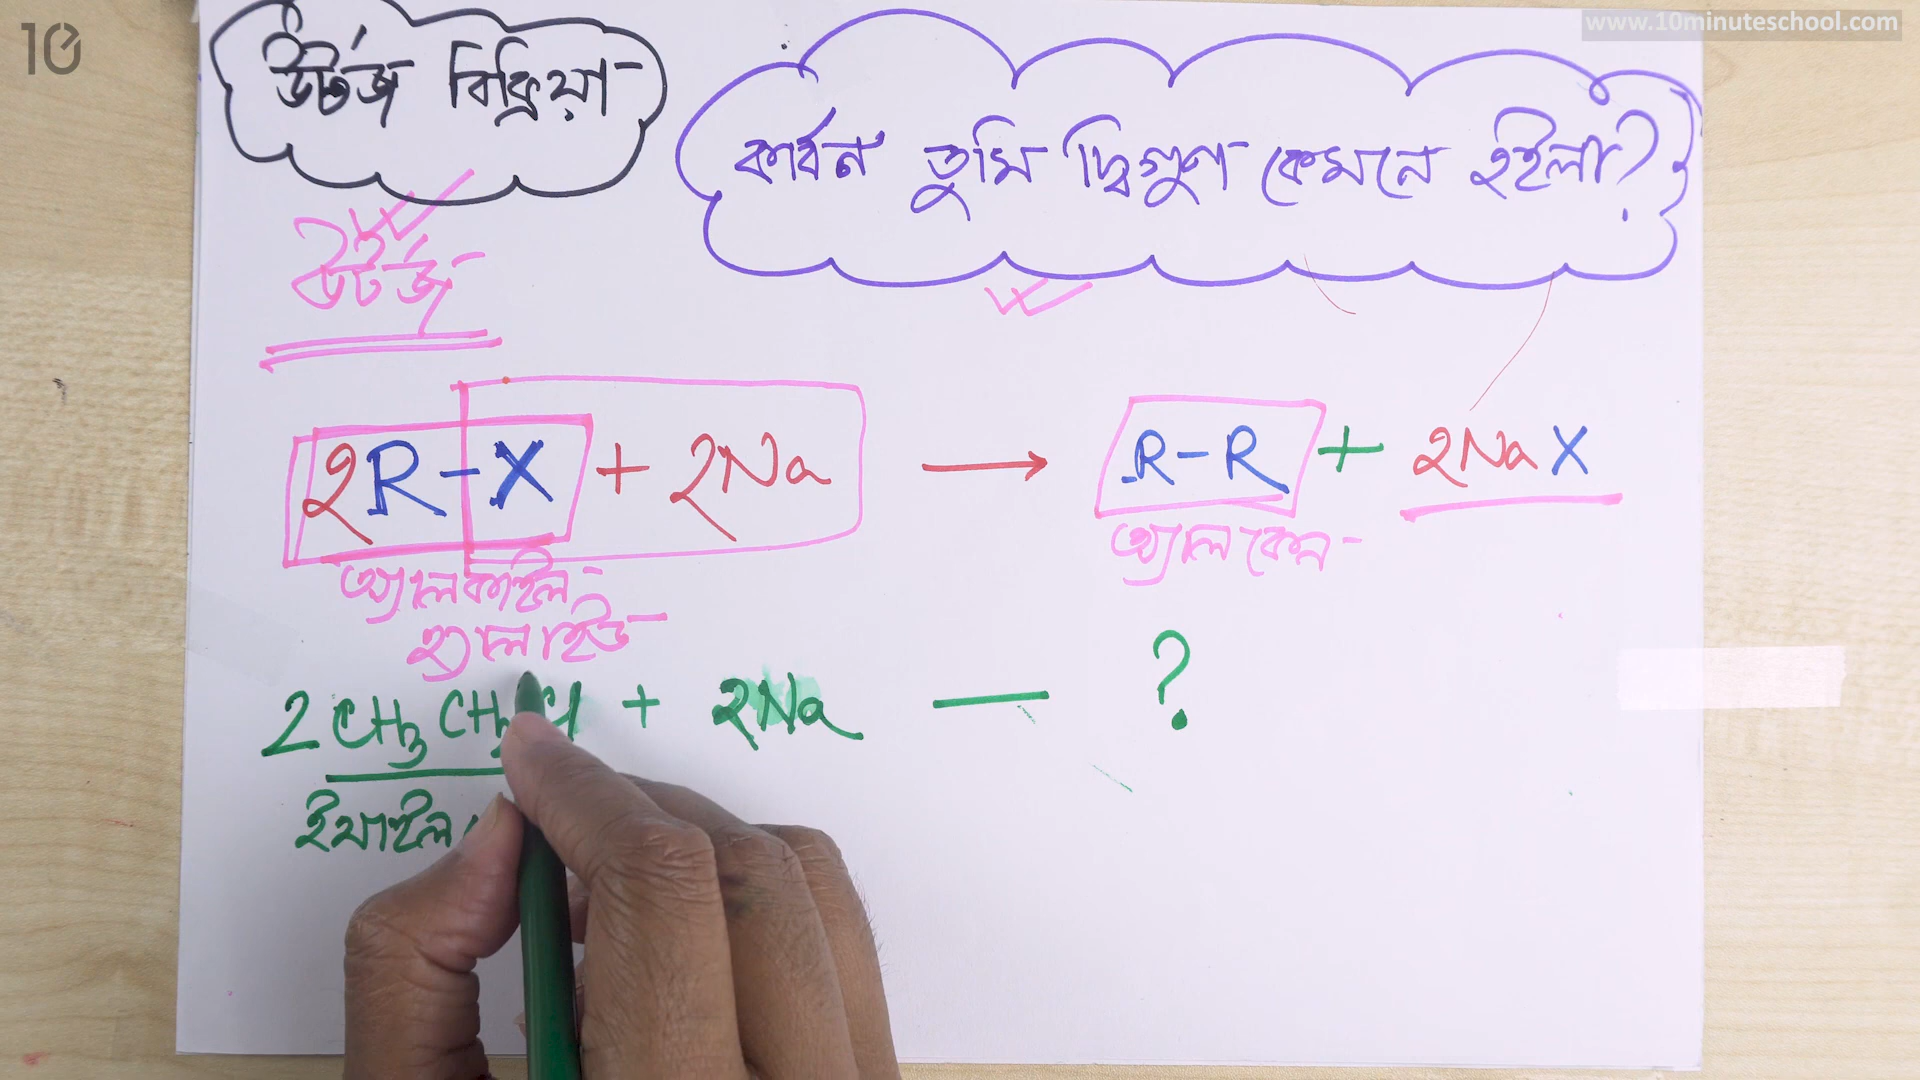 10
www.10minuteschool.com
উর্টজ বিক্রিয়া
কার্বন তুমি দ্বিগুণ কেমনে হইলা?
উর্টজ
2R-X + 2Na → R-R + 2NaX
অ্যালকাইল
হ্যালাইড
অ্যালকেন
2CH3CH2Cl + 2Na — ?
ইথাইল